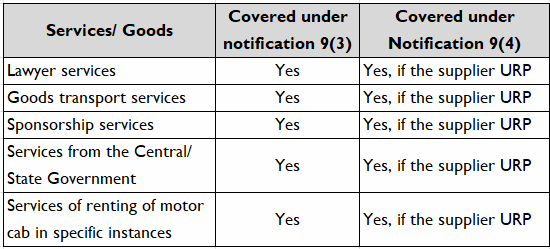 Services/ Goods
Covered under
notification 9(3)
Covered under
Notification 9(4)
Lawyer services
Yes
Yes, if the supplier URP
Goods transport services
Yes
Yes, if the supplier URP
Sponsorship services
Yes
Yes, if the supplier URP
Services from the Central/
State Government
Yes
Yes, if the supplier URP
Services of renting of motor
cab in specific instances
Yes
Yes, if the supplier URP